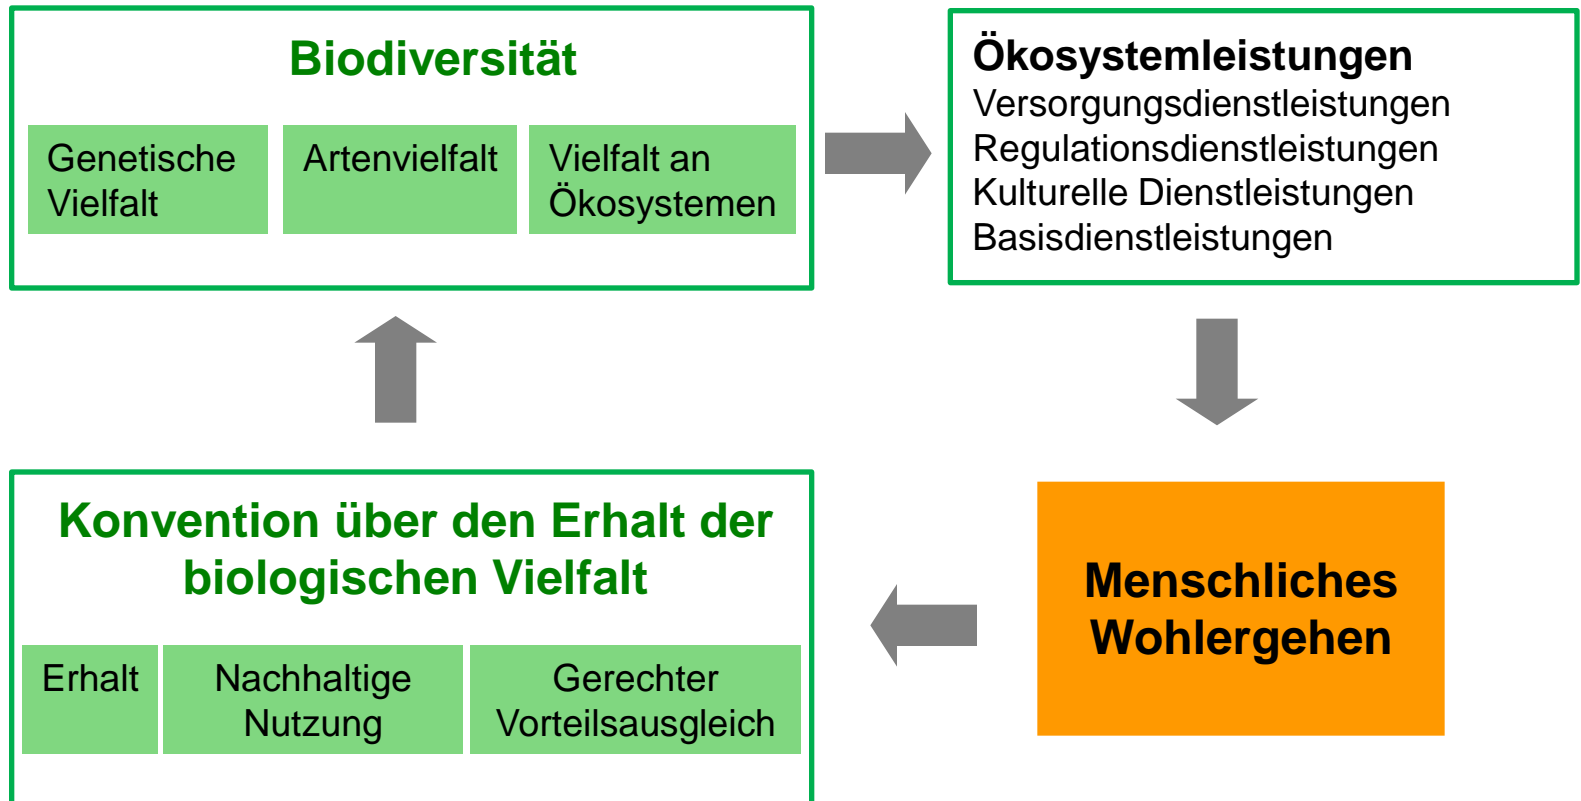 Biodiversität
Genetische
Vielfalt
Artenvielfalt
Vielfalt an
Ökosystemen
Ökosystemleistungen
Versorgungsdienstleistungen
Regulationsdienstleistungen
Kulturelle Dienstleistungen
Basisdienstleistungen
Konvention über den Erhalt der
biologischen Vielfalt
Erhalt
Nachhaltige
Nutzung
Gerechter
Vorteilsausgleich
Menschliches
Wohlergehen